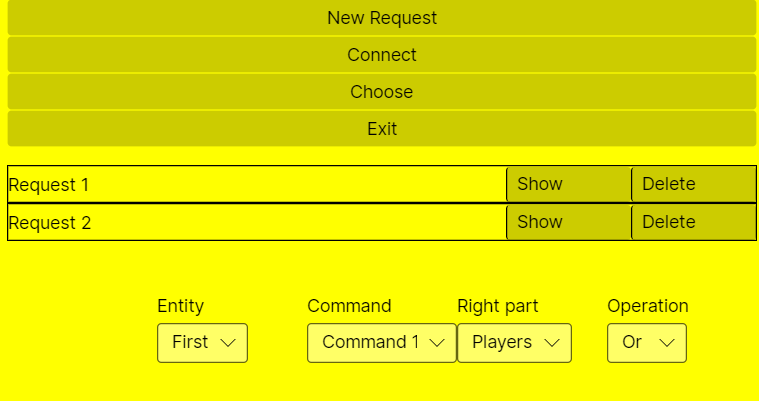 New Request
Connect
Choose
Exit
Request 1 Show Delete
Request 2 Show Delete
Entity Command Right part Operation
First Command 1 Players Or